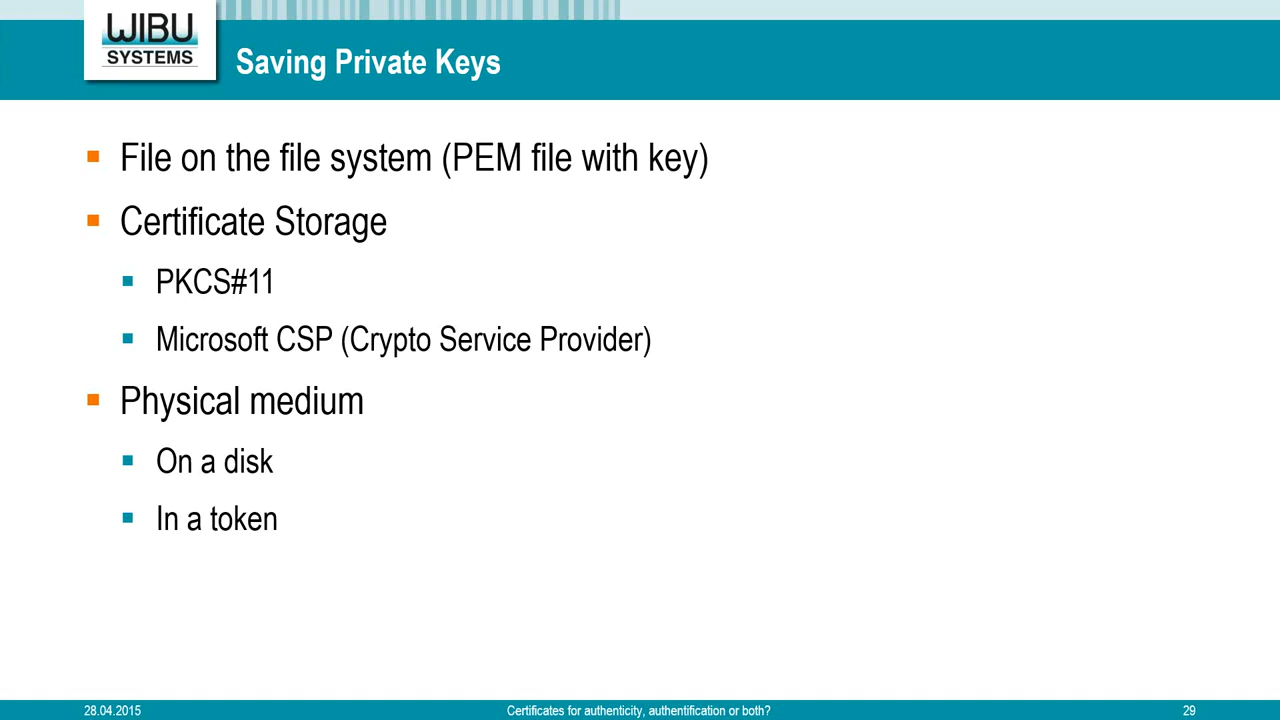 WIBU
SYSTEMS
Saving Private Keys
File on the file system (PEM file with key)
Certificate Storage
PKCS#11
Microsoft CSP (Crypto Service Provider)
Physical medium
On a disk
In a token
28.04.2015
Certificates for authenticity, authentification or both?
29